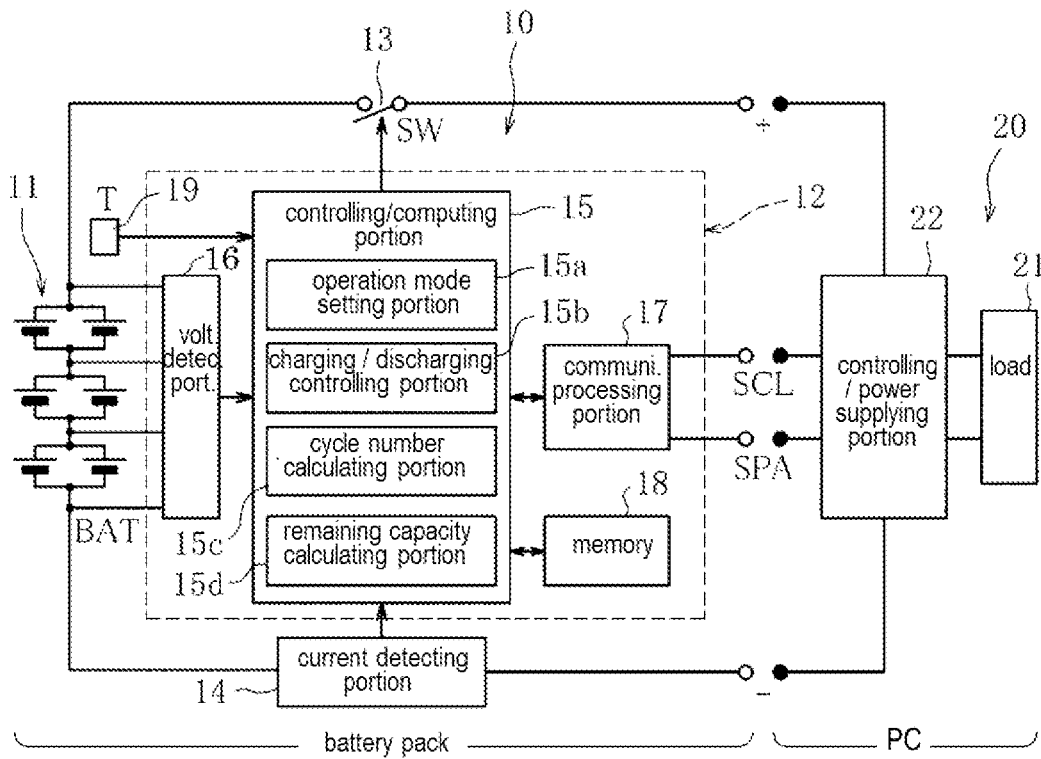 10
13
SW
+
20
11
T
19
controlling/computing
portion
15
12
22
16
operation mode
setting portion
15a
21
15b
17
volt
detec.
port.
charging / discharging
controlling portion
communi.
processing
portion
SCL
controlling
/ power
supplying
portion
load
cycle number
calculating portion
SPA
18
BAT
15c
remaining capacity
calculating portion
memory
15d
current detecting
portion
14
−
battery pack
PC